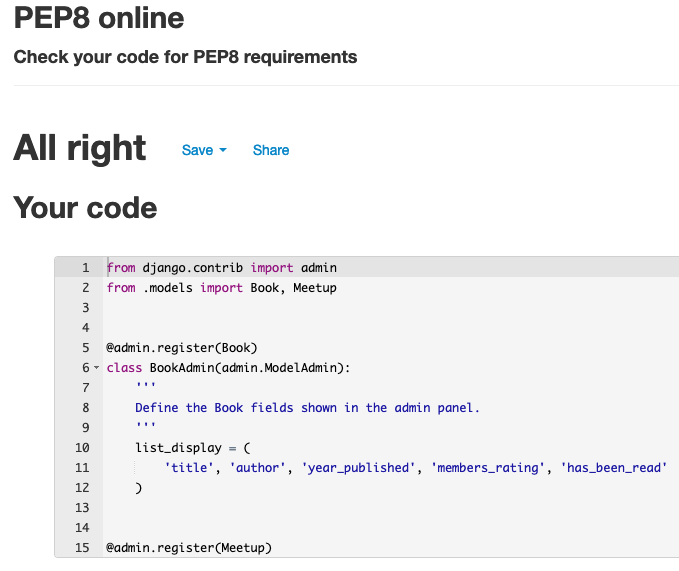 PEP8 online
Check your code for PEP8 requirements
All right Save Share
Your code
1 from django.contrib import admin
2 from .models import Book, Meetup
3
4
5 @admin.register(Book)
6 class BookAdmin(admin.ModelAdmin):
7     '''
8     Define the Book fields shown in the admin panel.
9     '''
10     list_display = (
11         'title', 'author', 'year_published', 'members_rating', 'has_been_read'
12     )
13
14
15 @admin.register(Meetup)